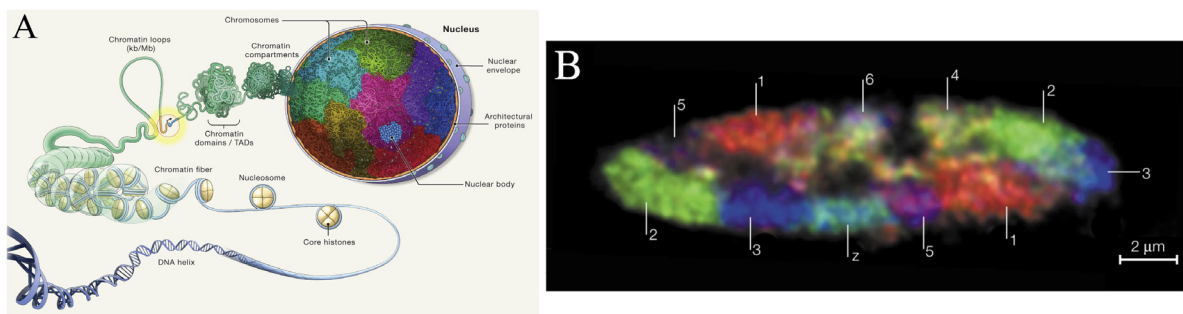 A
Chromosomes
Nucleus
Chromatin loops
(kb/Mb)
Chromatin
compartments
Nuclear
envelope
Architectural
proteins
Chromatin
domains / TADs
Chromatin fiber
Nucleosome
Nuclear body
Core histones
DNA helix
B
1
6
4
2
5
3
2
3
z
5
1
2 μm